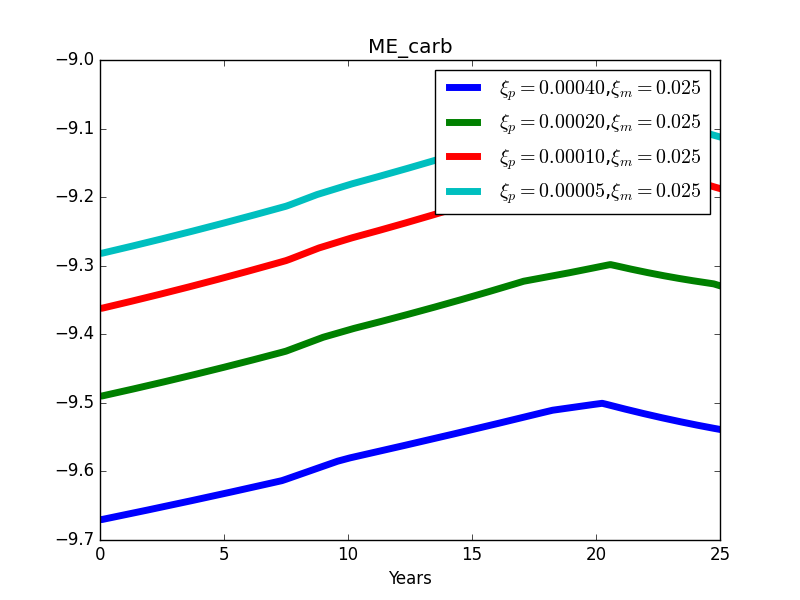 ME_carb
−9.0
−9.1
−9.2
−9.3
−9.4
−9.5
−9.6
−9.7
ξp = 0.00040,ξm = 0.025
ξp = 0.00020,ξm = 0.025
ξp = 0.00010,ξm = 0.025
ξp = 0.00005,ξm = 0.025
0 5 10 15 20 25
Years